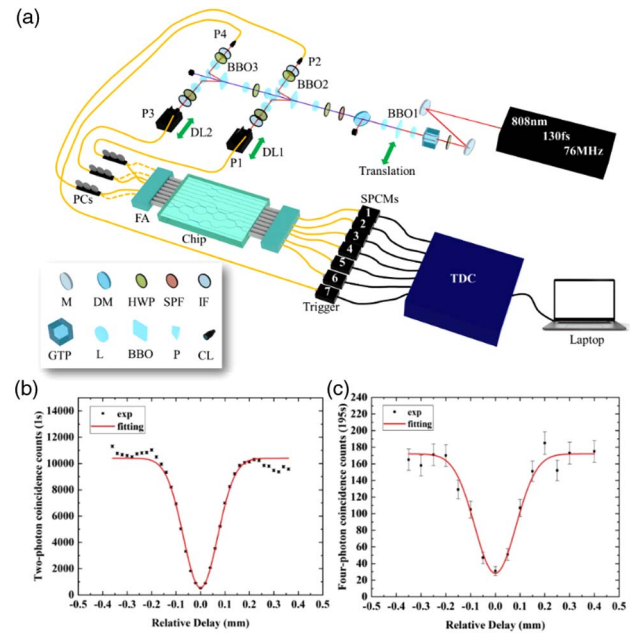 (a)
P4
BBO3
P2
BBO2
P3
DL2
P1
DL1
BBO1
Translation
808nm
130fs
76MHz
PCs
FA
Chip
SPCMs
1
2
3
4
5
6
7
Trigger
TDC
Laptop
M DM HWP SPF IF
GTP L BBO P CL
(b)
Two-photon coincidence counts (1s)
14000
12000
10000
8000
6000
4000
2000
0
exp
fitting
-0.5 -0.4 -0.3 -0.2 -0.1 0.0 0.1 0.2 0.3 0.4 0.5
Relative Delay (mm)
(c)
Four-photon coincidence counts (195s)
240
220
200
180
160
140
120
100
80
60
40
20
0
exp
fitting
-0.5 -0.4 -0.3 -0.2 -0.1 0.0 0.1 0.2 0.3 0.4 0.5
Relative Delay (mm)